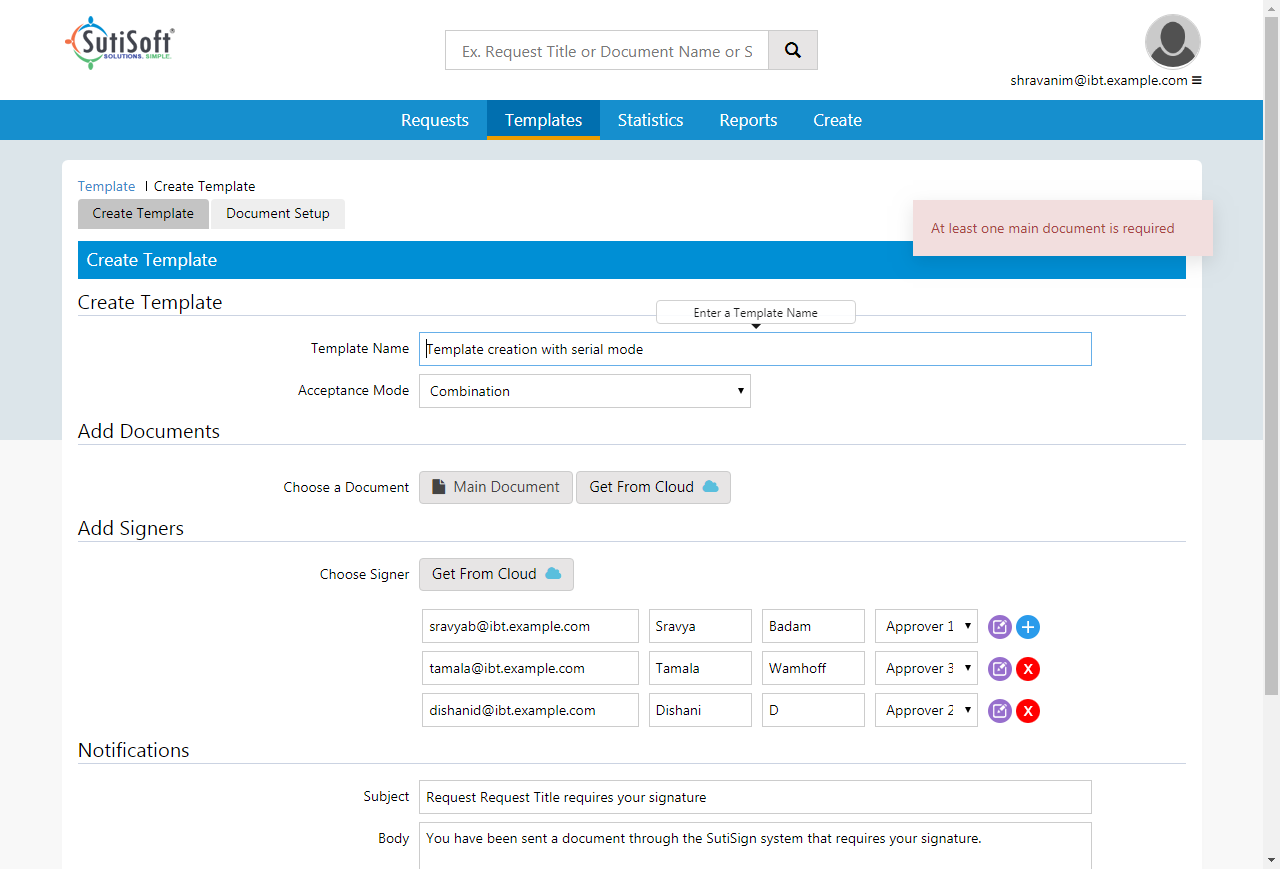 SutiSoft®
SOLUTIONS. SIMPLE.
Ex. Request Title or Document Name or S
shravanim@ibt.example.com
Requests Templates Statistics Reports Create
Template | Create Template
Create Template Document Setup
At least one main document is required
Create Template
Create Template
Enter a Template Name
Template Name Template creation with serial mode
Acceptance Mode Combination
Add Documents
Choose a Document Main Document Get From Cloud
Add Signers
Choose Signer Get From Cloud
sravyab@ibt.example.com Sravya Badam Approver 1
tamala@ibt.example.com Tamala Wamhoff Approver 3 X
dishanid@ibt.example.com Dishani D Approver 2 X
Notifications
Subject Request Request Title requires your signature
Body You have been sent a document through the SutiSign system that requires your signature.